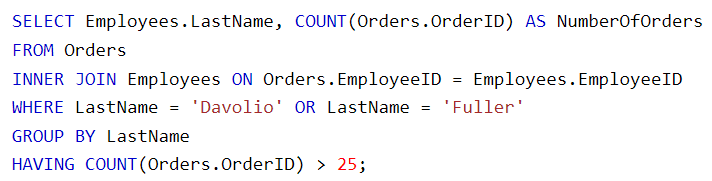 SELECT Employees.LastName, COUNT(Orders.OrderID) AS NumberOfOrders
FROM Orders
INNER JOIN Employees ON Orders.EmployeeID = Employees.EmployeeID
WHERE LastName = 'Davolio' OR LastName = 'Fuller'
GROUP BY LastName
HAVING COUNT(Orders.OrderID) > 25;